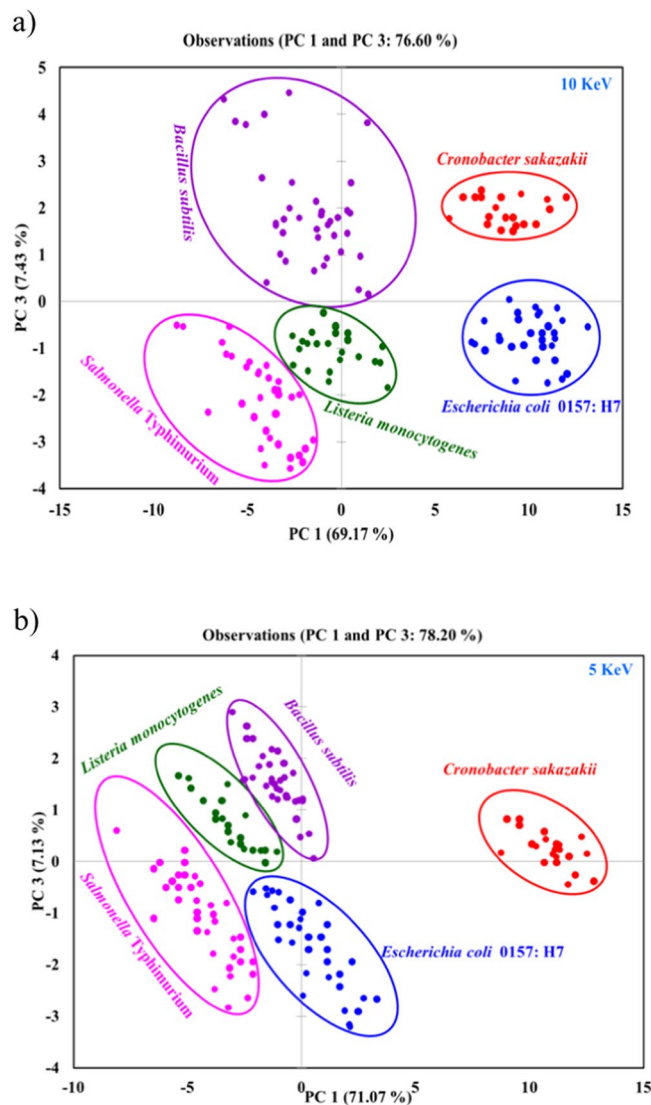 a)
Observations (PC 1 and PC 3: 76.60 %)
10 KeV
5
4
3
2
1
0
-1
-2
-3
-4
PC 3 (7.43 %)
Bacillus subtilis
Cronobacter sakazakii
Salmonella Typhimurium
Listeria monocytogenes
Escherichia coli 0157: H7
-15
-10
-5
0
5
10
15
PC 1 (69.17 %)
b)
Observations (PC 1 and PC 3: 78.20 %)
5 KeV
4
3
2
1
0
-1
-2
-3
-4
PC 3 (7.13 %)
Listeria monocytogenes
Bacillus subtilis
Cronobacter sakazakii
Salmonella Typhimurium
Escherichia coli 0157: H7
-10
-5
0
5
10
15
PC 1 (71.07 %)